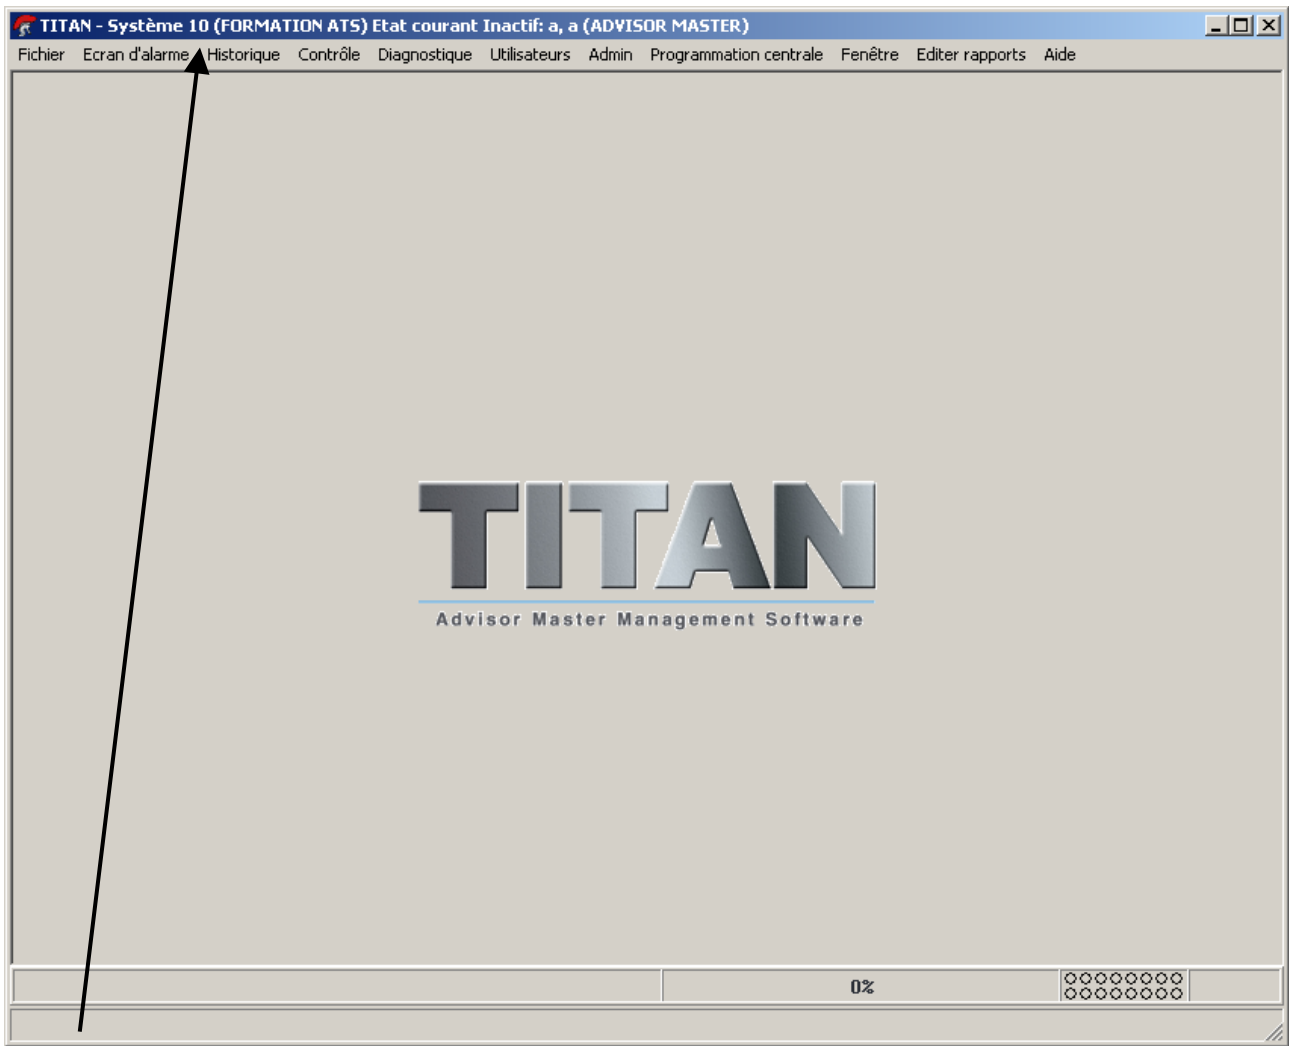 TITAN - Système 10 (FORMATION ATS) Etat courant Inactif: a, a (ADVISOR MASTER)
Fichier Ecran d'alarme Historique Contrôle Diagnostique Utilisateurs Admin Programmation centrale Fenêtre Editer rapports Aide
TITAN
Advisor Master Management Software
0%